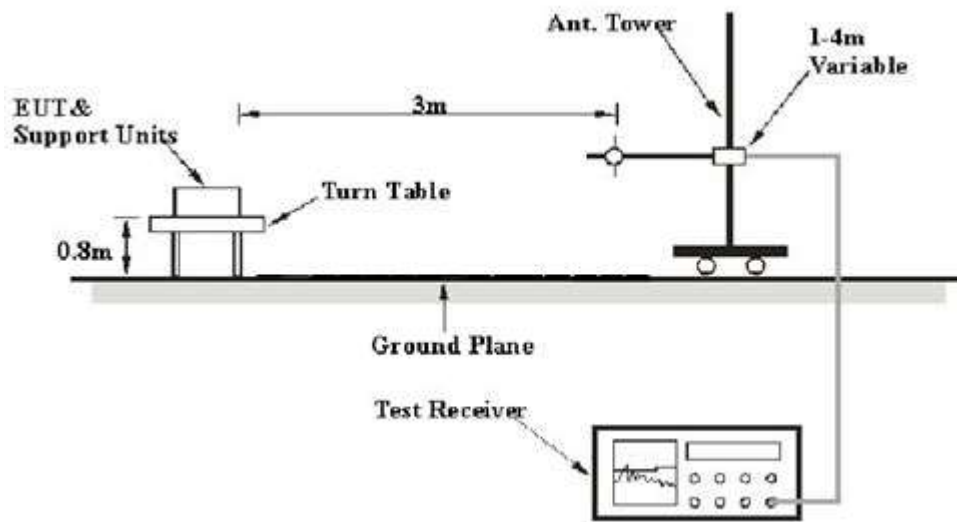 Ant. Tower
1-4m
Variable
3m
EUT&
Support Units
Turn Table
0.8m
Ground Plane
Test Receiver